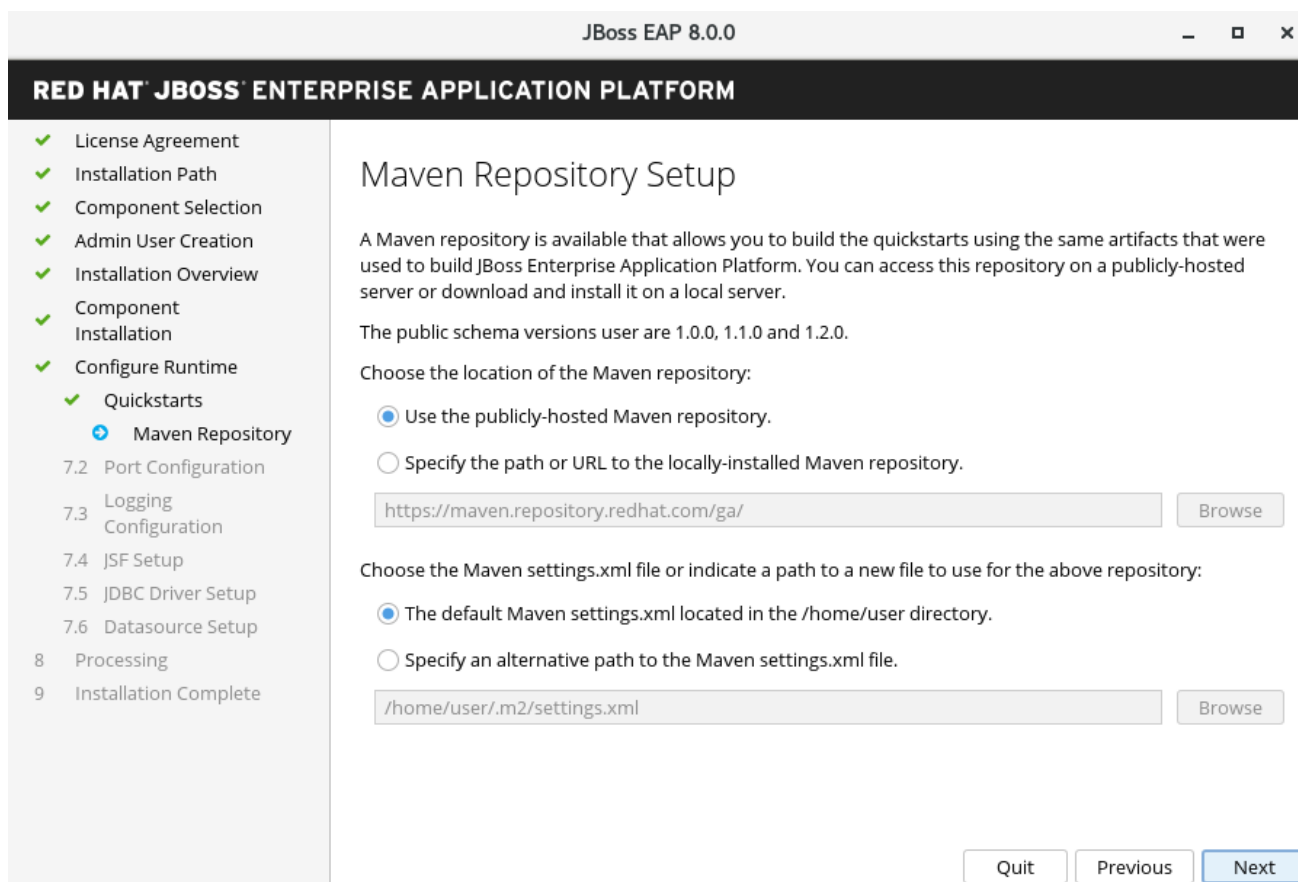 JBoss EAP 8.0.0
RED HAT® JBOSS® ENTERPRISE APPLICATION PLATFORM
License Agreement
Installation Path
Component Selection
Admin User Creation
Installation Overview
Component
Installation
Configure Runtime
Quickstarts
Maven Repository
7.2 Port Configuration
7.3 Logging
Configuration
7.4 JSF Setup
7.5 JDBC Driver Setup
7.6 Datasource Setup
8 Processing
9 Installation Complete
Maven Repository Setup
A Maven repository is available that allows you to build the quickstarts using the same artifacts that were
used to build JBoss Enterprise Application Platform. You can access this repository on a publicly-hosted
server or download and install it on a local server.
The public schema versions user are 1.0.0, 1.1.0 and 1.2.0.
Choose the location of the Maven repository:
Use the publicly-hosted Maven repository.
Specify the path or URL to the locally-installed Maven repository.
https://maven.repository.redhat.com/ga/ Browse
Choose the Maven settings.xml file or indicate a path to a new file to use for the above repository:
The default Maven settings.xml located in the /home/user directory.
Specify an alternative path to the Maven settings.xml file.
/home/user/.m2/settings.xml Browse
Quit Previous Next